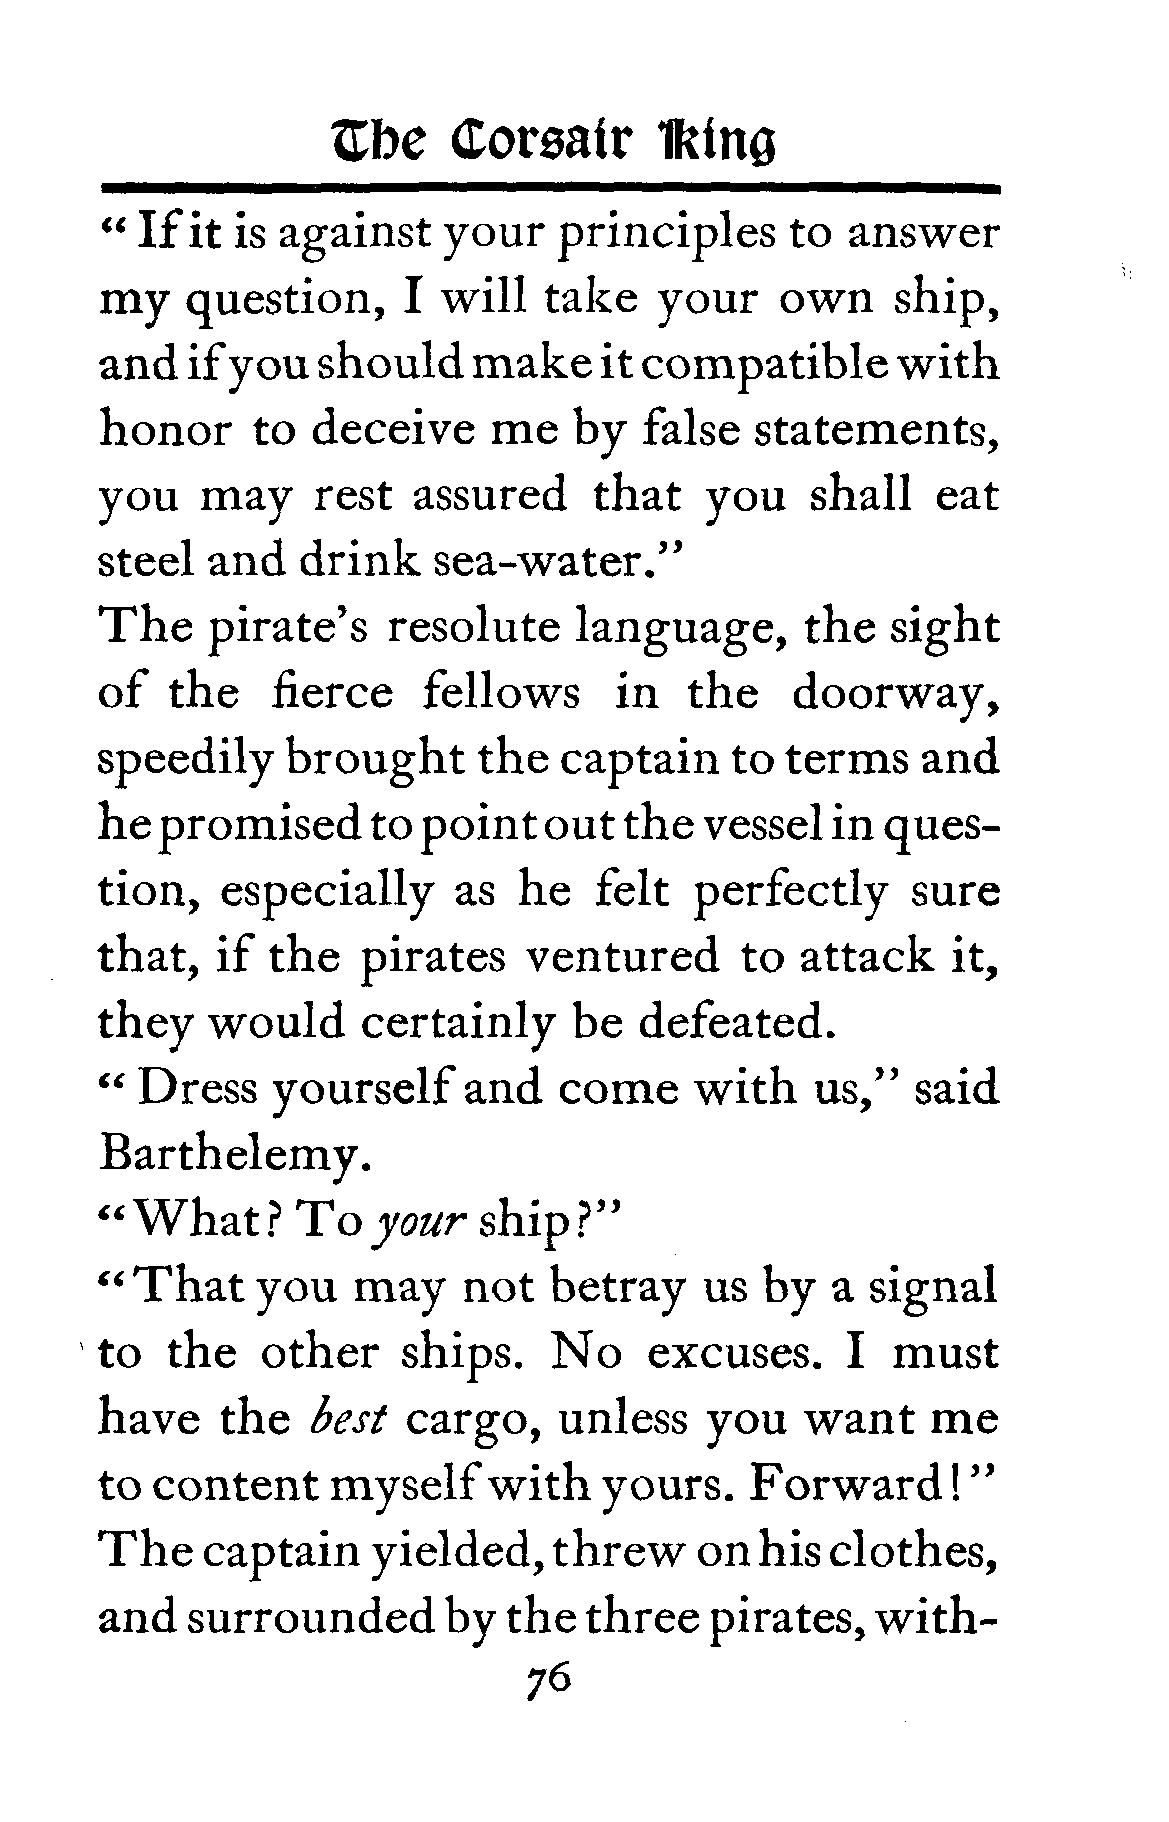 The Corsair King
“ If it is against your principles to answer
my question, I will take your own ship,
and if you should make it compatible with
honor to deceive me by false statements,
you may rest assured that you shall eat
steel and drink sea-water.”
The pirate’s resolute language, the sight
of the fierce fellows in the doorway,
speedily brought the captain to terms and
he promised to point out the vessel in ques-
tion, especially as he felt perfectly sure
that, if the pirates ventured to attack it,
they would certainly be defeated.
“ Dress yourself and come with us,” said
Barthelemy.
“What? To your ship?”
“That you may not betray us by a signal
to the other ships. No excuses. I must
have the best cargo, unless you want me
to content myself with yours. Forward!”
The captain yielded, threw on his clothes,
and surrounded by the three pirates, with-
76